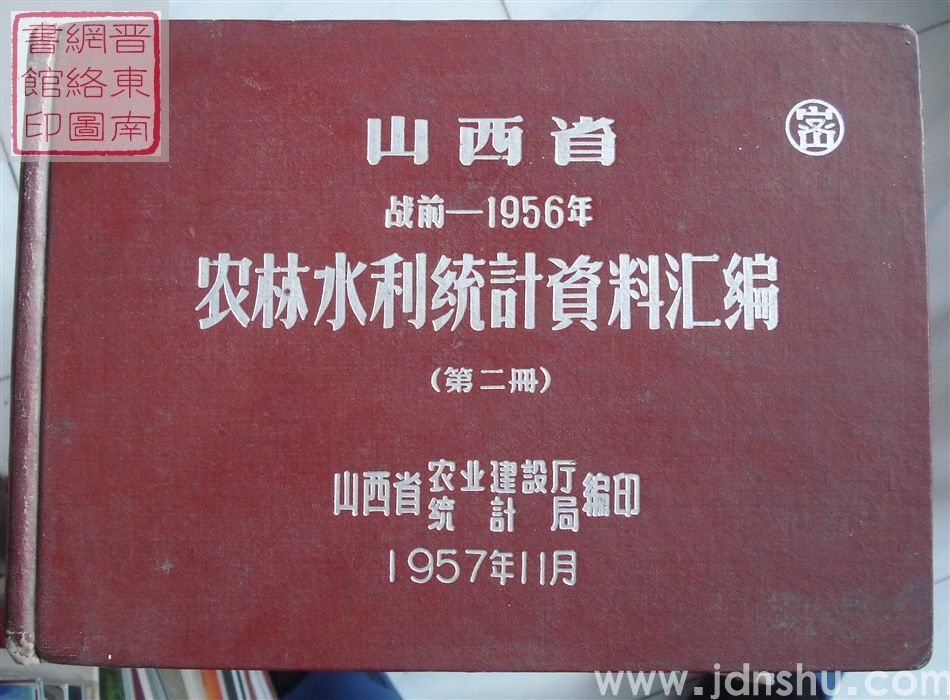 晋東南
網絡圖
書館印
密
山西省
战前—1956年
农林水利統計資料汇編
(第二冊)
山西省农业建設厅
統計局編印
1957年11月
www.jdnshu.com